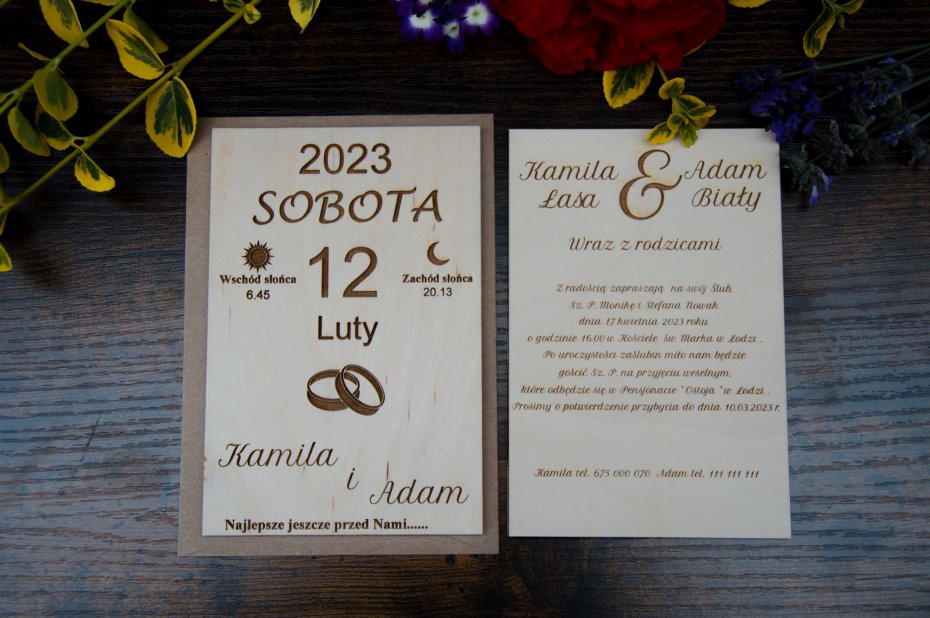 2023
SOBOTA
Wschód słońca
6.45
12
Zachód słońca
20.13
Luty
Kamila
i
Adam
Najlepsze jeszcze przed Nami......
Kamila & Adam
Łasa Biały
Wraz z rodzicami
Z radością zapraszają na swój Ślub,
Sz. P. Monikę i Stefana Nowak
dnia 17 kwietnia 2023 roku
o godzinie 16.00 w Kościele św. Marka w Łodzi .
Po uroczystości zaślubin miło nam będzie
gościć Sz. P. na przyjęciu weselnym,
które odbędzie się w Pensjonacie "Ostoja "w Łodzi .
Prosimy o potwierdzenie przybycia do dnia 10.03.2023 r.
Kamila tel. 675 000 070 Adam tel. 111 111 111